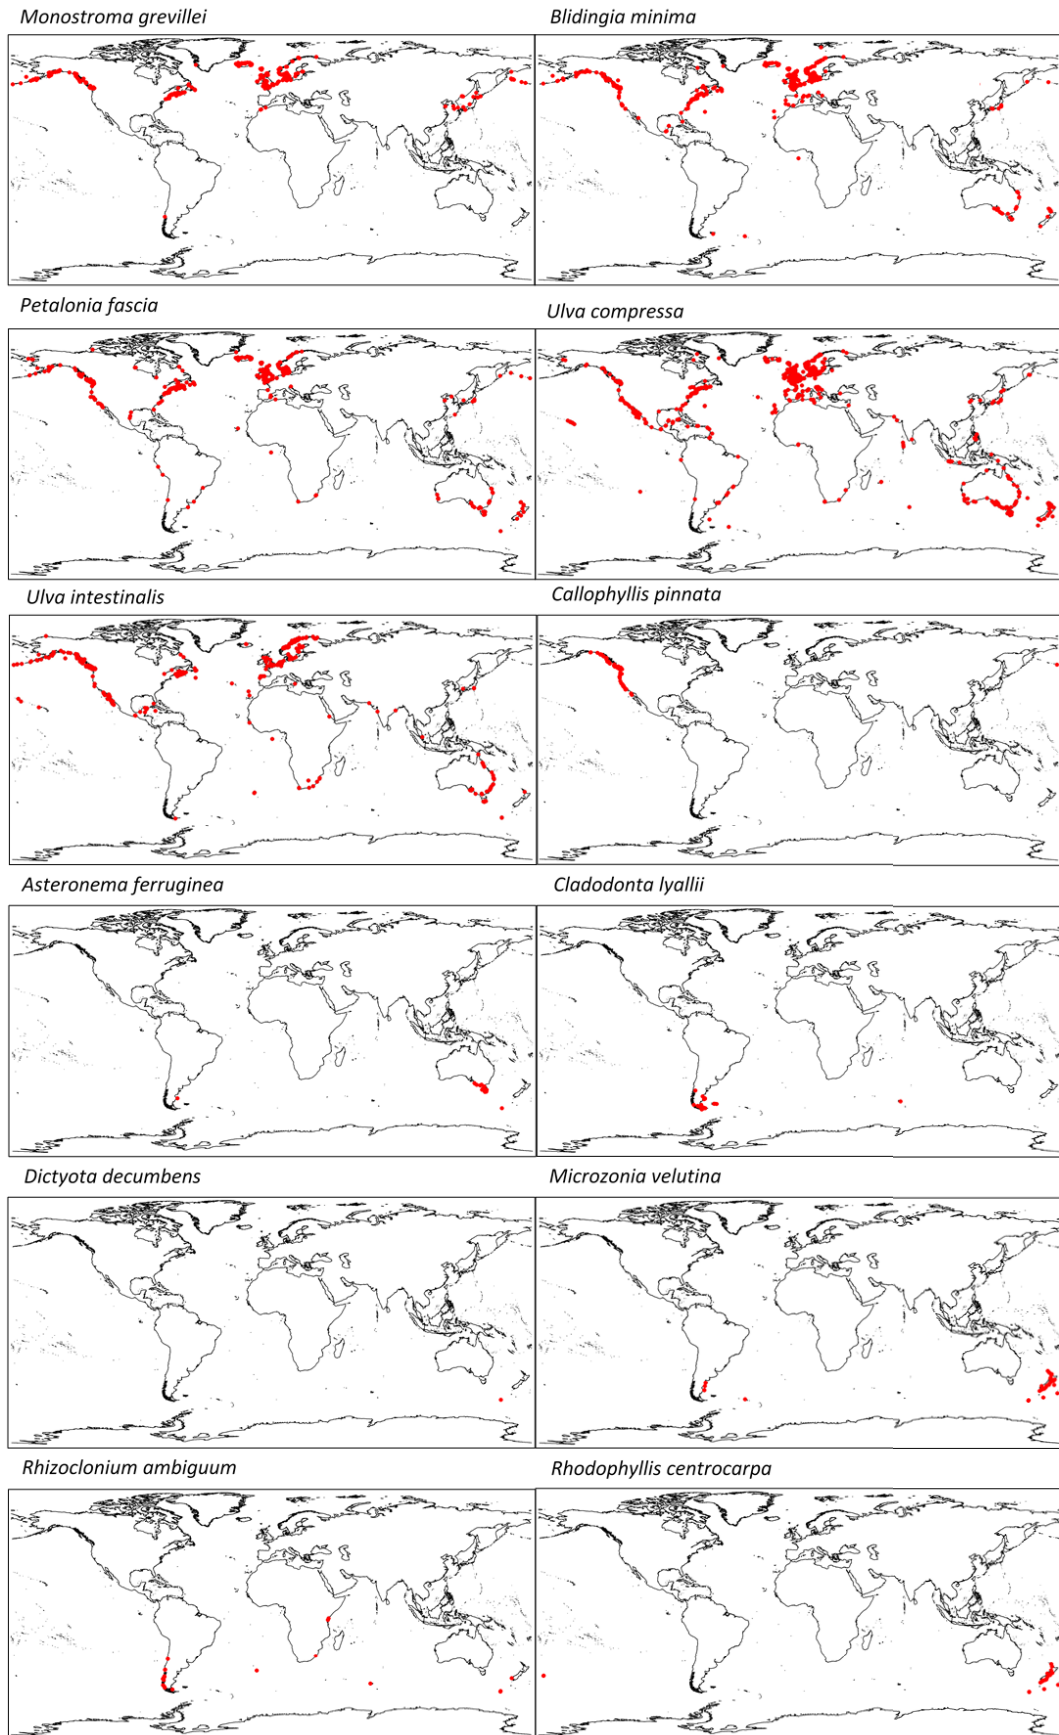 Monostroma grevillei
Blidingia minima
Petalonia fascia
Ulva compressa
Ulva intestinalis
Callophyllis pinnata
Asteronema ferruginea
Cladodonta lyallii
Dictyota decumbens
Microzonia velutina
Rhizoclonium ambiguum
Rhodophyllis centrocarpa